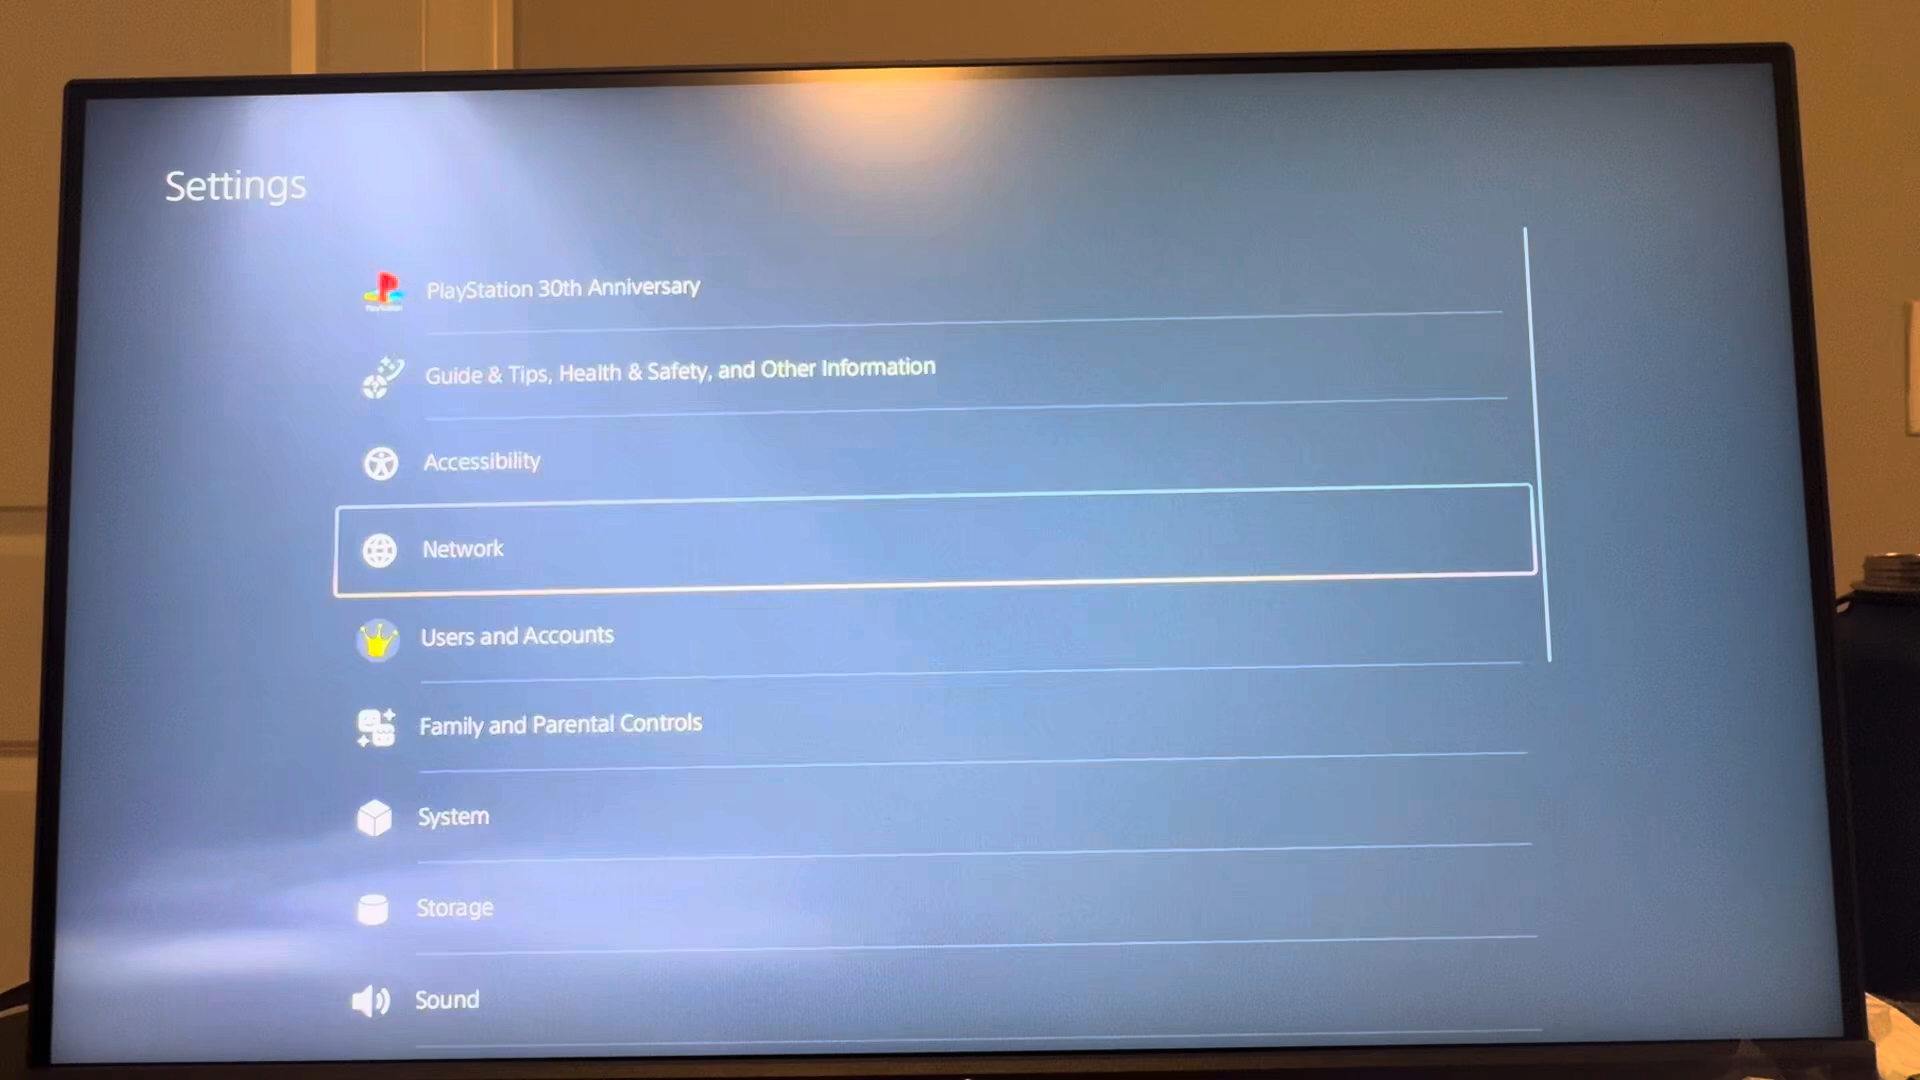 Settings
PlayStation 30th Anniversary
Guide & Tips, Health & Safety, and Other Information
Accessibility
Network
Users and Accounts
Family and Parental Controls
System
Storage
Sound